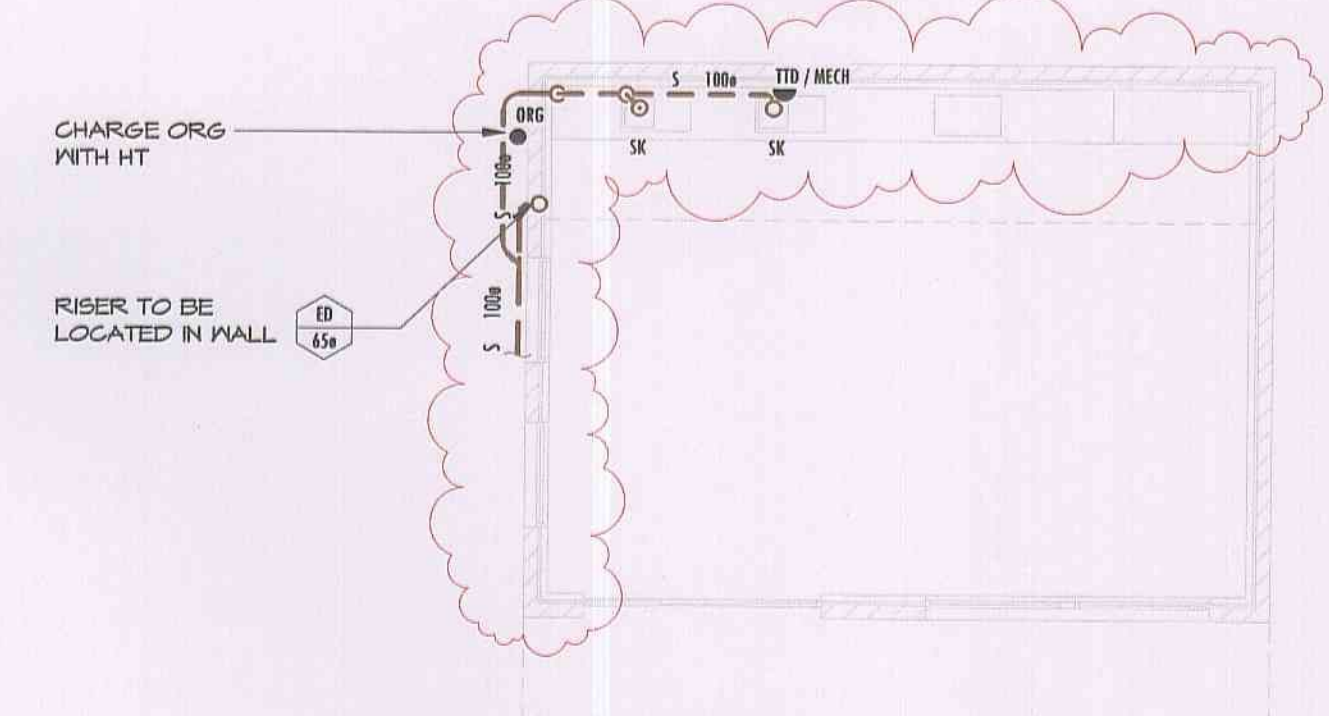 S 100ø TTD / MECH
ORG
CHARGE ORG
WITH HT
SK SK
100ø
S
RISER TO BE
LOCATED IN WALL
ED
65ø
100ø
S